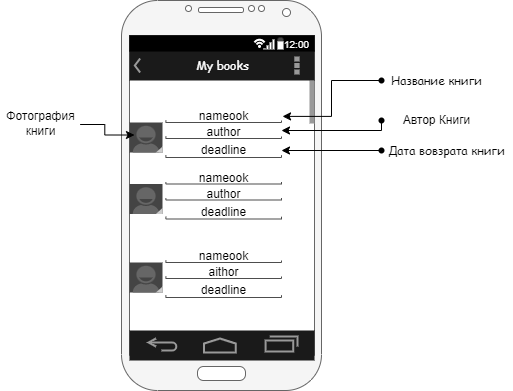 12:00
My books
Название книги
Фотография
книги
nameook
author
Автор Книги
deadline
Дата вовзрата книги
nameook
author
deadline
nameook
aithor
deadline